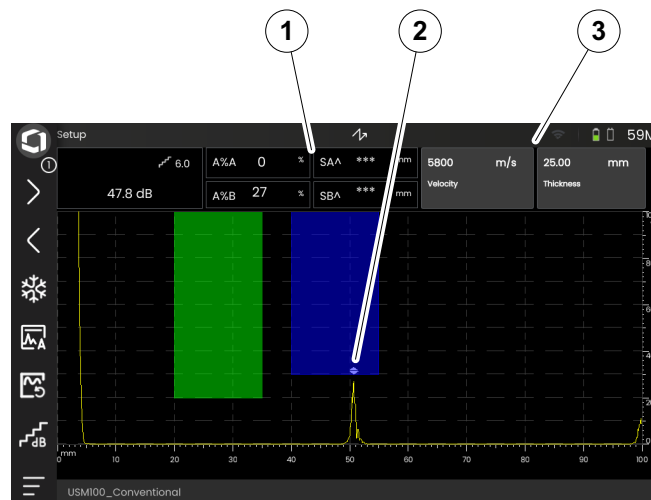 1 2 3
Setup 59M
1
6.0 A%A 0 % SA^ *** mm 5800 m/s 25.00 mm
Velocity Thickness
47.8 dB A%B 27 % SB^ *** mm
A
dB
mm 10 20 30 40 50 60 70 80 90 100
USM100_Conventional